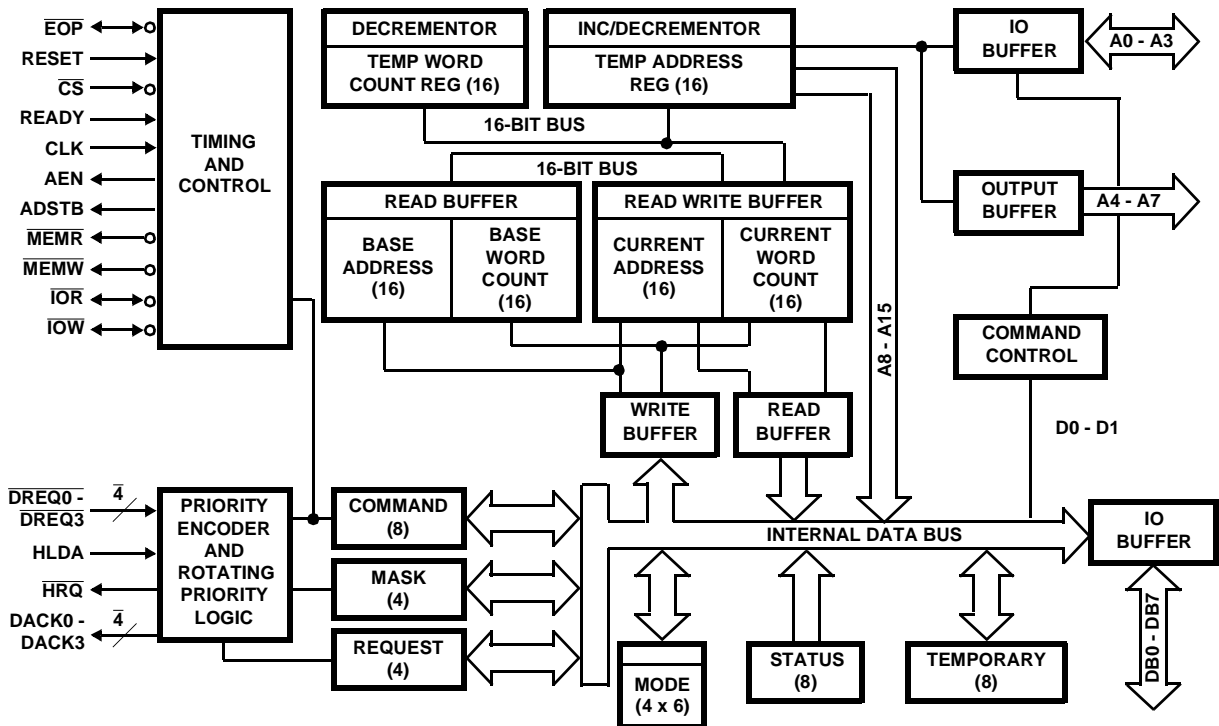 EOP
RESET
CS
READY
CLK
AEN
ADSTB
MEMR
MEMW
IOR
IOW
TIMING
AND
CONTROL
DECREMENTOR
TEMP WORD
COUNT REG (16)
INC/DECREMENTOR
TEMP ADDRESS
REG (16)
16-BIT BUS
16-BIT BUS
READ BUFFER
BASE
ADDRESS
(16)
BASE
WORD
COUNT
(16)
READ WRITE BUFFER
CURRENT
ADDRESS
(16)
CURRENT
WORD
COUNT
(16)
IO
BUFFER
A0 - A3
OUTPUT
BUFFER
A4 - A7
A8 - A15
COMMAND
CONTROL
WRITE
BUFFER
READ
BUFFER
D0 - D1
DREQ0 -
DREQ3
4
HLDA
HRQ
DACK0 -
DACK3
4
PRIORITY
ENCODER
AND
ROTATING
PRIORITY
LOGIC
COMMAND
(8)
MASK
(4)
REQUEST
(4)
INTERNAL DATA BUS
IO
BUFFER
MODE
(4 x 6)
STATUS
(8)
TEMPORARY
(8)
DB0 - DB7